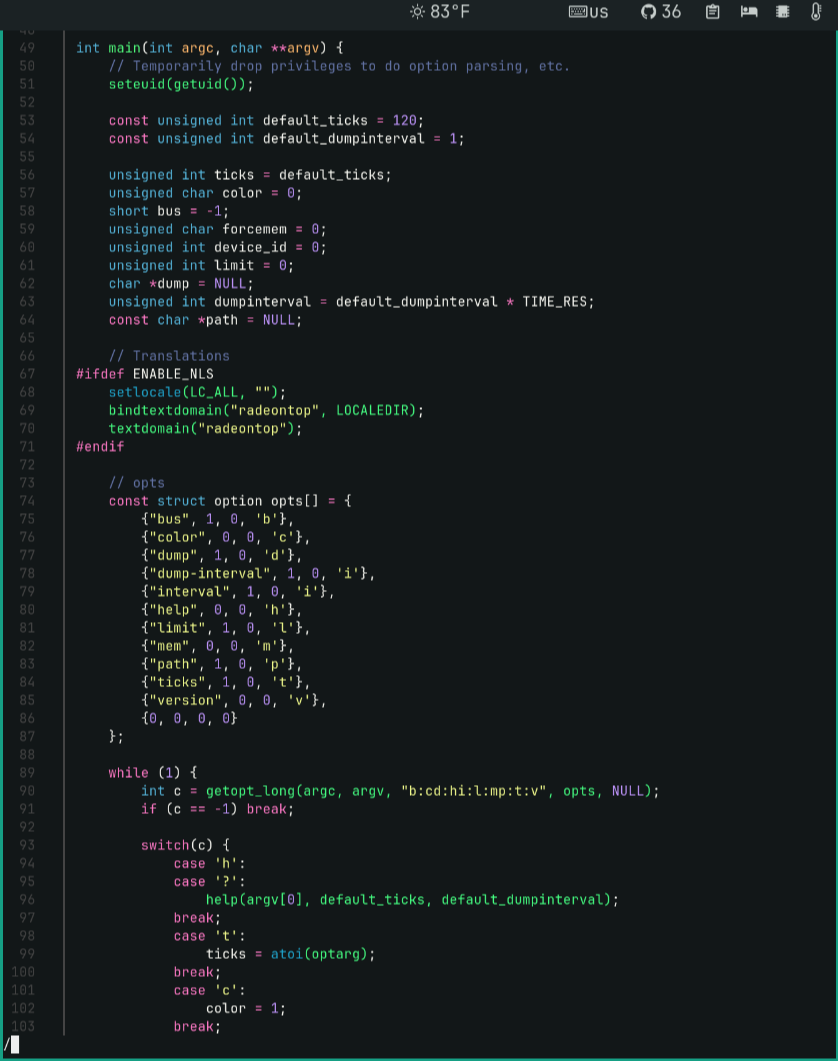 83°F US 36
48
49 int main(int argc, char **argv) {
50 // Temporarily drop privileges to do option parsing, etc.
51 seteuid(getuid());
52
53 const unsigned int default_ticks = 120;
54 const unsigned int default_dumpinterval = 1;
55
56 unsigned int ticks = default_ticks;
57 unsigned char color = 0;
58 short bus = -1;
59 unsigned char forcemem = 0;
60 unsigned int device_id = 0;
61 unsigned int limit = 0;
62 char *dump = NULL;
63 unsigned int dumpinterval = default_dumpinterval * TIME_RES;
64 const char *path = NULL;
65
66 // Translations
67 #ifdef ENABLE_NLS
68 setlocale(LC_ALL, "");
69 bindtextdomain("radeontop", LOCALEDIR);
70 textdomain("radeontop");
71 #endif
72
73 // opts
74 const struct option opts[] = {
75 {"bus", 1, 0, 'b'},
76 {"color", 0, 0, 'c'},
77 {"dump", 1, 0, 'd'},
78 {"dump-interval", 1, 0, 'i'},
79 {"interval", 1, 0, 'i'},
80 {"help", 0, 0, 'h'},
81 {"limit", 1, 0, 'l'},
82 {"mem", 0, 0, 'm'},
83 {"path", 1, 0, 'p'},
84 {"ticks", 1, 0, 't'},
85 {"version", 0, 0, 'v'},
86 {0, 0, 0, 0}
87 };
88
89 while (1) {
90 int c = getopt_long(argc, argv, "b:cd:hi:l:mp:t:v", opts, NULL);
91 if (c == -1) break;
92
93 switch(c) {
94 case 'h':
95 case '?':
96 help(argv[0], default_ticks, default_dumpinterval);
97 break;
98 case 't':
99 ticks = atoi(optarg);
100 break;
101 case 'c':
102 color = 1;
103 break;
/